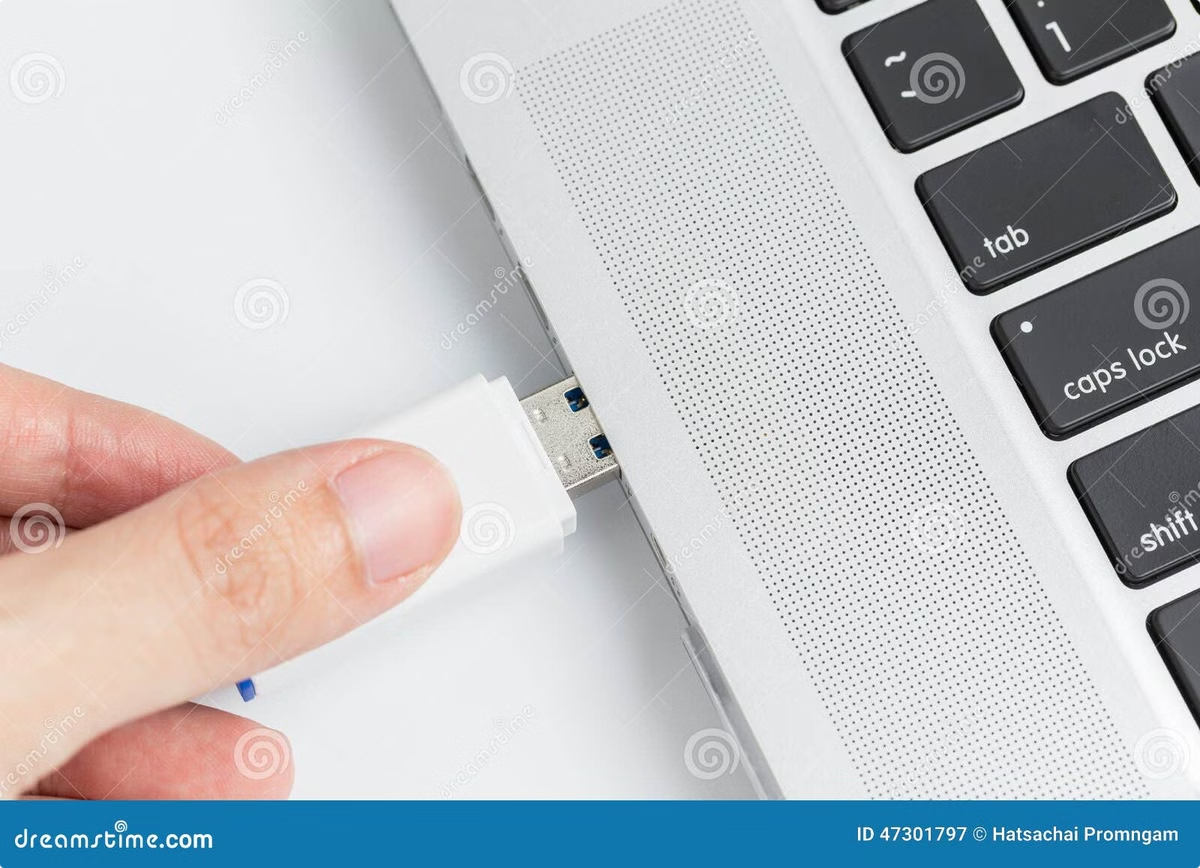 ~
1
tab
caps lock
shift
dreamstime.com
ID 47301797 © Hatsachai Promngam